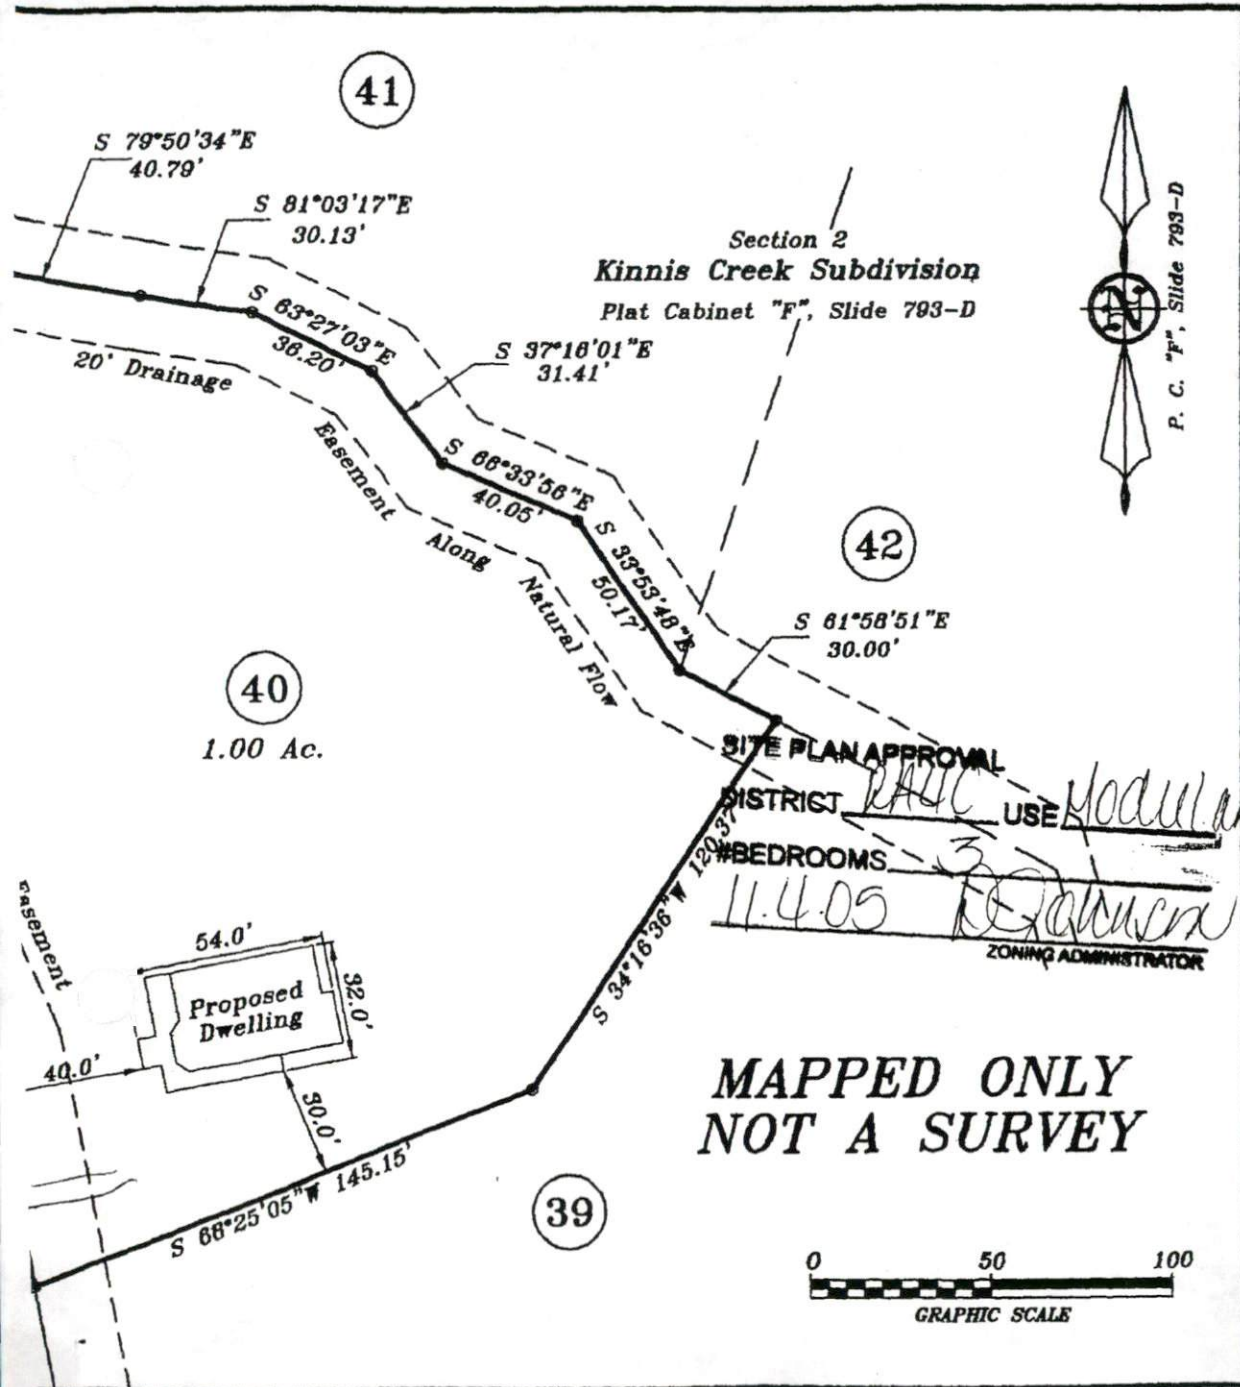 41
S 79°50'34"E
40.79'
S 81°03'17"E
30.13'
S 63°27'03"E
36.20'
Section 2
Kinnis Creek Subdivision
Plat Cabinet "F", Slide 793-D
P. C. "F", Slide 793-D
N
S 37°16'01"E
31.41'
20' Drainage
Easement
Along
Natural Flow
S 66°33'56"E
40.05'
S 33°53'48"E
50.17'
42
S 61°58'51"E
30.00'
40
1.00 Ac.
SITE PLAN APPROVAL
DISTRICT USE Modular
#BEDROOMS 3
11.4.05
ZONING ADMINISTRATOR
S 34°16'36"W 120.37'
Easement
54.0'
32.0'
Proposed
Dwelling
40.0'
30.0'
S 68°25'05"W 145.15'
MAPPED ONLY
NOT A SURVEY
39
0 50 100
GRAPHIC SCALE